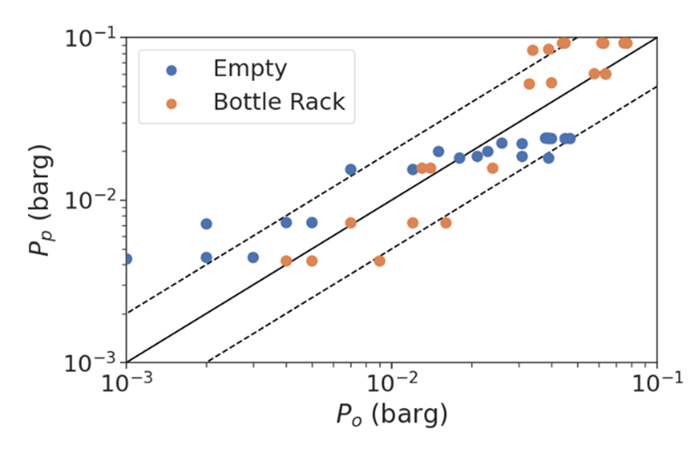 10⁻¹
Empty
Bottle Rack
10⁻²
P_p (barg)
10⁻³
10⁻³ 10⁻² 10⁻¹
P_o (barg)